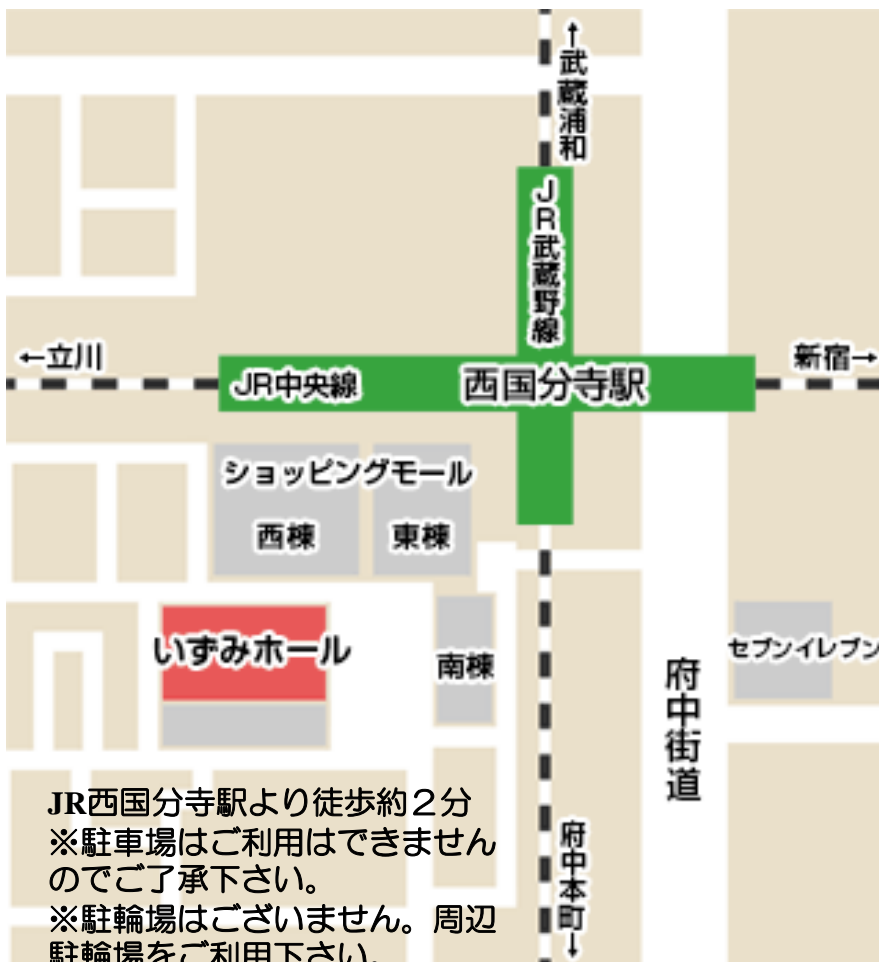 ↑武蔵浦和
JR武蔵野線
←立川
新宿→
JR中央線
西国分寺駅
ショッピングモール
西棟
東棟
いずみホール
南棟
セブンイレブン
府中街道
府中本町↓
JR西国分寺駅より徒歩約２分
※駐車場はご利用はできません
のでご了承下さい。
※駐輪場はございません。周辺
駐輪場をご利用下さい。